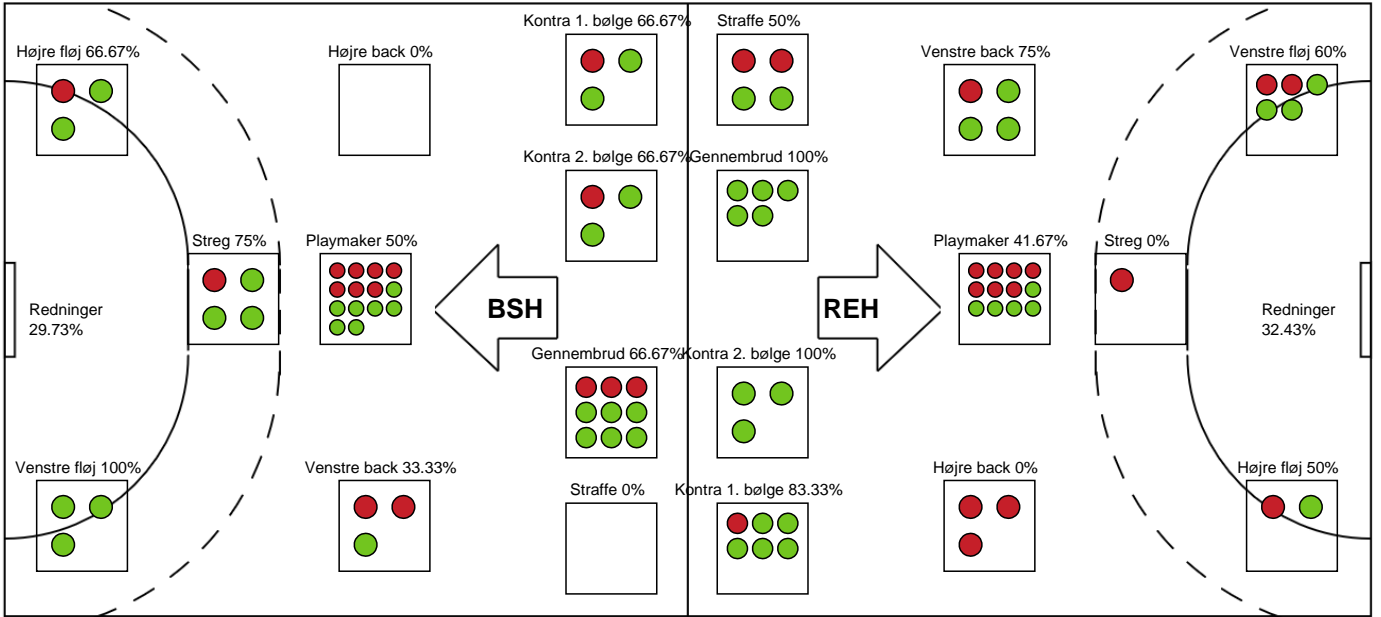 Kontra 1. bølge 66.67%
Straffe 50%
Højre fløj 66.67%
Højre back 0%
Venstre back 75%
Venstre fløj 60%
Kontra 2. bølge 66.67%
Gennembrud 100%
Streg 75%
Playmaker 50%
Playmaker 41.67%
Streg 0%
BSH
REH
Redninger
29.73%
Redninger
32.43%
Gennembrud 66.67%
Kontra 2. bølge 100%
Venstre fløj 100%
Venstre back 33.33%
Straffe 0%
Kontra 1. bølge 83.33%
Højre back 0%
Højre fløj 50%